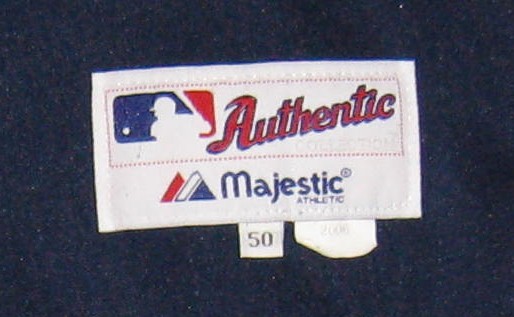 Authentic
COLLECTION
Majestic®
ATHLETIC
50
2006